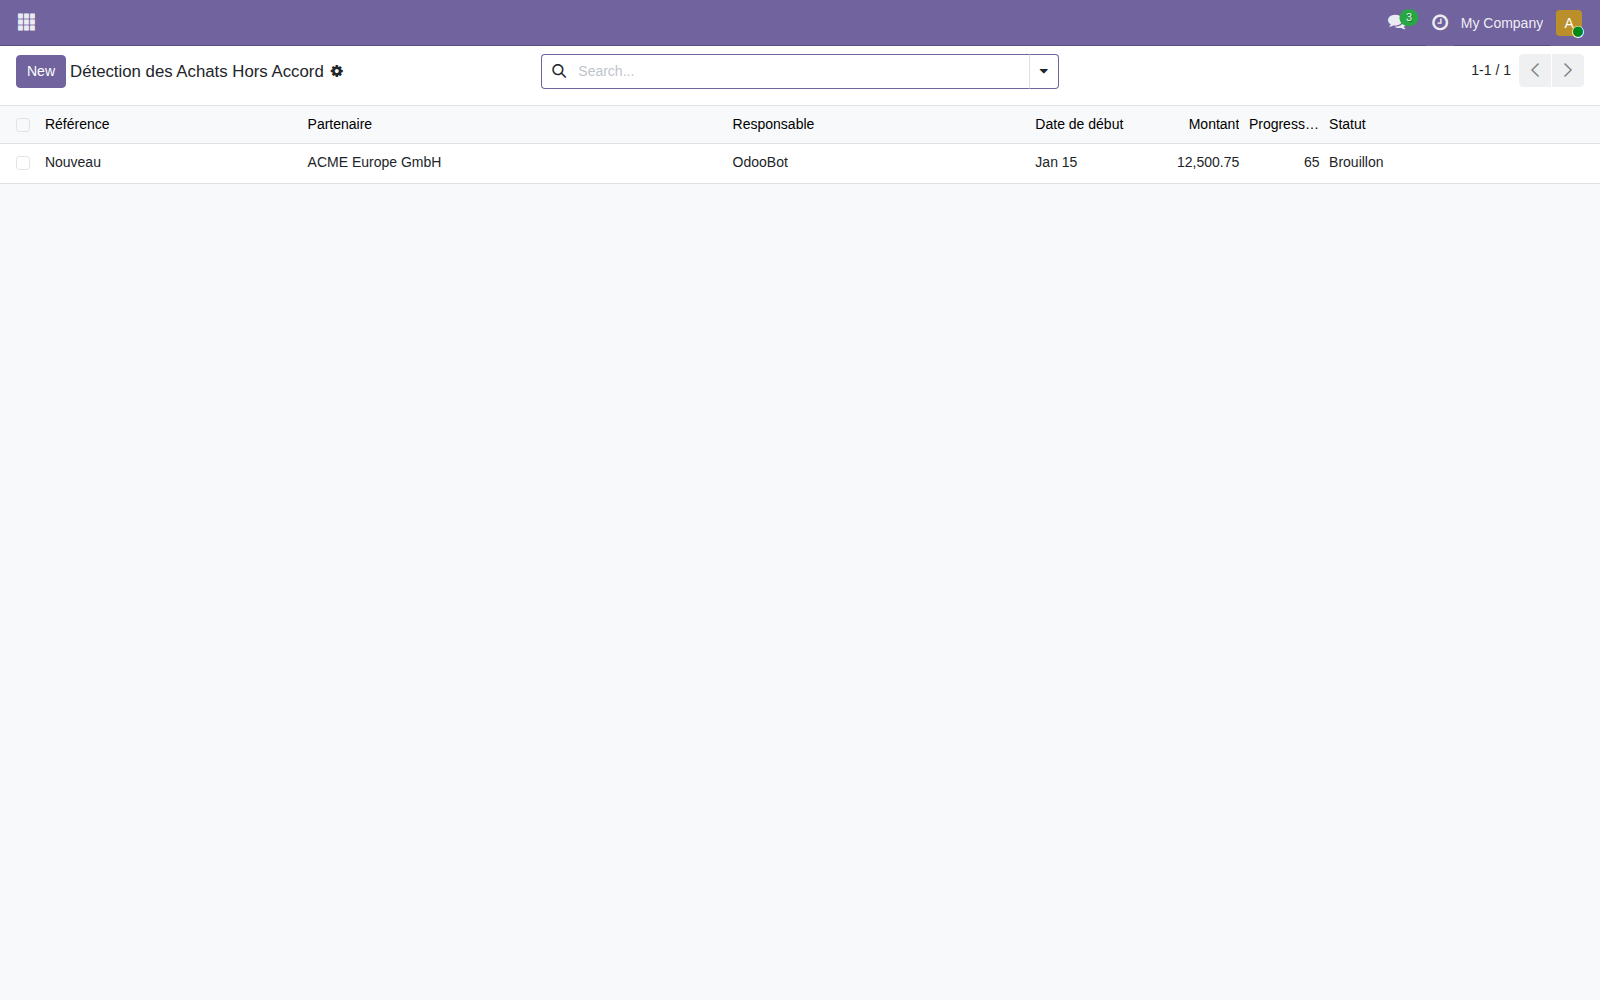 3 My Company A
New Détection des Achats Hors Accord Search... 1-1 / 1
Référence Partenaire Responsable Date de début Montant Progress... Statut
Nouveau ACME Europe GmbH OdooBot Jan 15 12,500.75 65 Brouillon